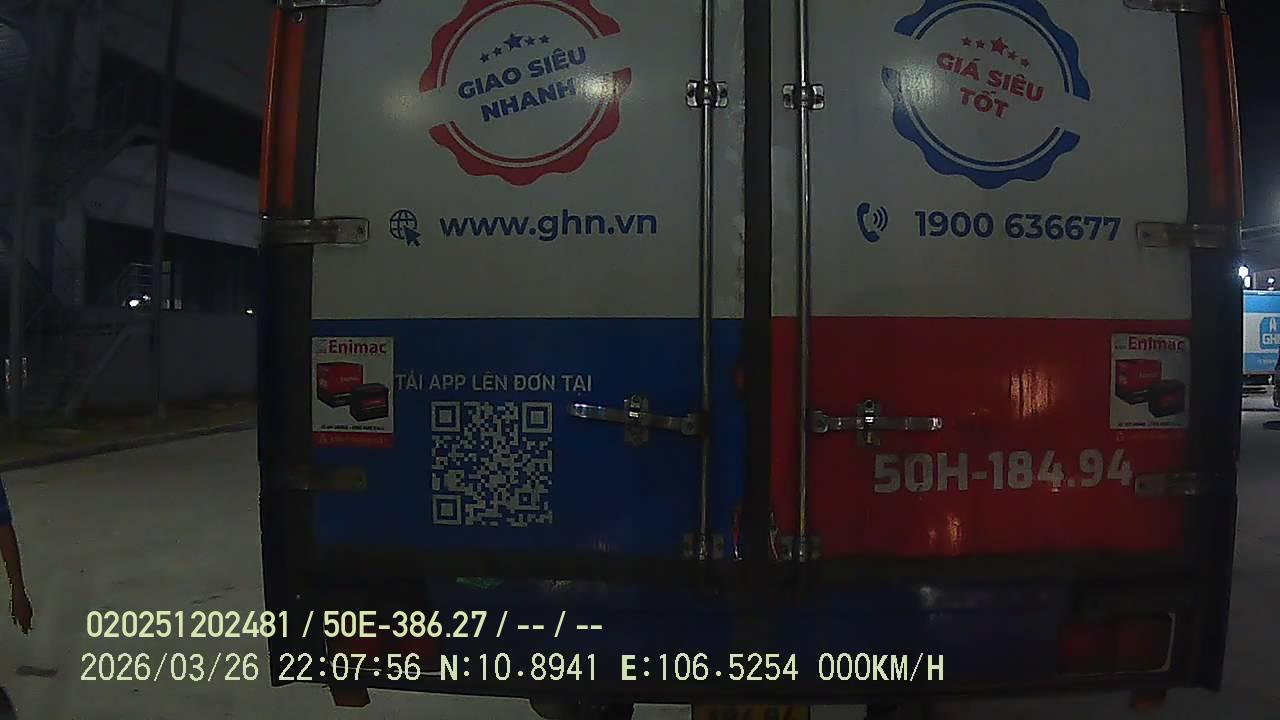 GIAO SIÊU
NHANH
GIÁ SIÊU
TỐT
www.ghn.vn
1900 636677
Enimac
Enimac
TẢI APP LÊN ĐƠN TẠI
50H-184.94
GH
020251202481 / 50E-386.27 / -- / --
2026/03/26 22:07:56 N:10.8941 E:106.5254 000KM/H